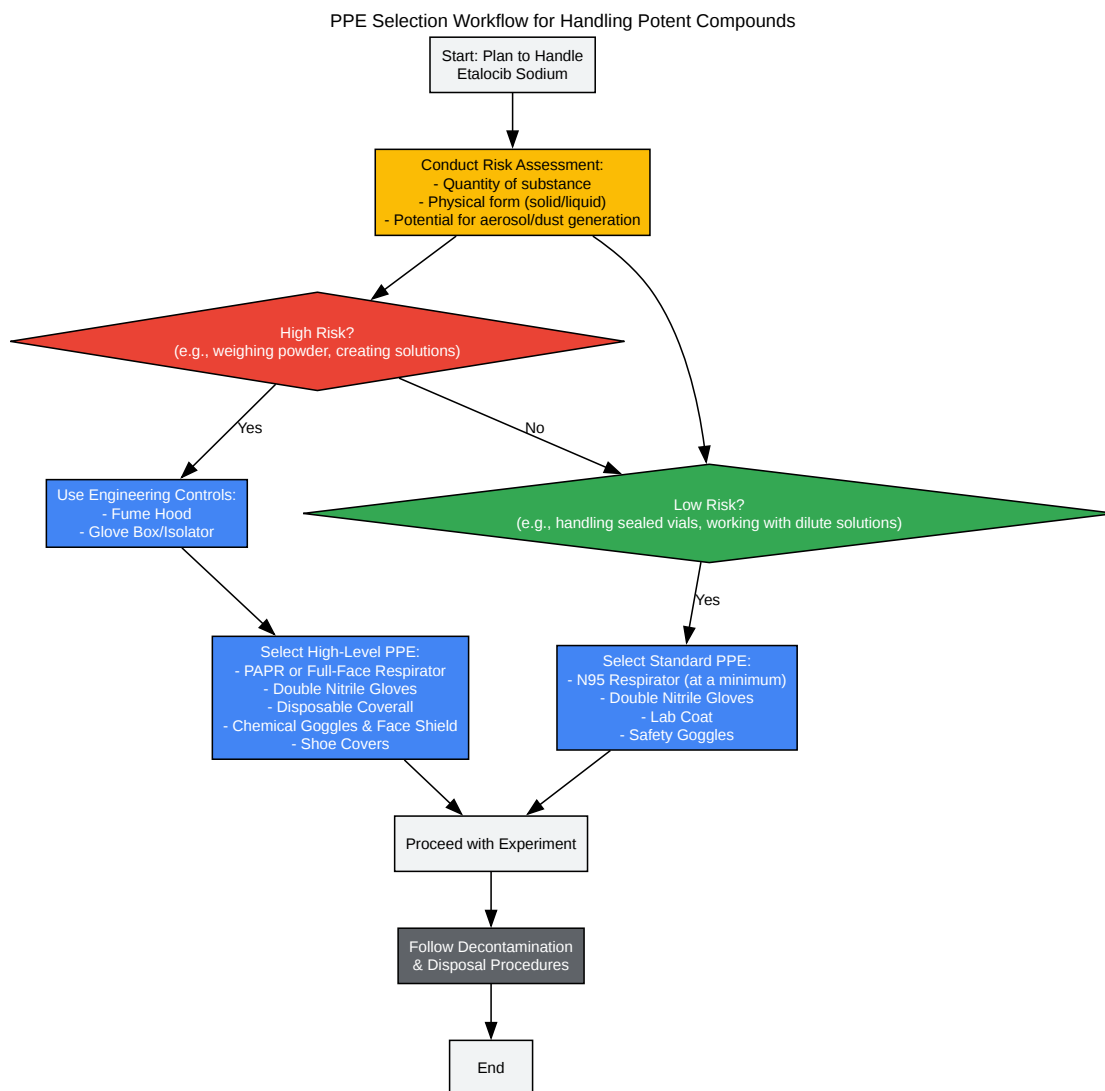 PPE Selection Workflow for Handling Potent Compounds
Start: Plan to Handle
Etalocib Sodium
Conduct Risk Assessment:
- Quantity of substance
- Physical form (solid/liquid)
- Potential for aerosol/dust generation
High Risk?
(e.g., weighing powder, creating solutions)
Yes
No
Use Engineering Controls:
- Fume Hood
- Glove Box/Isolator
Low Risk?
(e.g., handling sealed vials, working with dilute solutions)
Yes
Select High-Level PPE:
- PAPR or Full-Face Respirator
- Double Nitrile Gloves
- Disposable Coverall
- Chemical Goggles & Face Shield
- Shoe Covers
Select Standard PPE:
- N95 Respirator (at a minimum)
- Double Nitrile Gloves
- Lab Coat
- Safety Goggles
Proceed with Experiment
Follow Decontamination
& Disposal Procedures
End